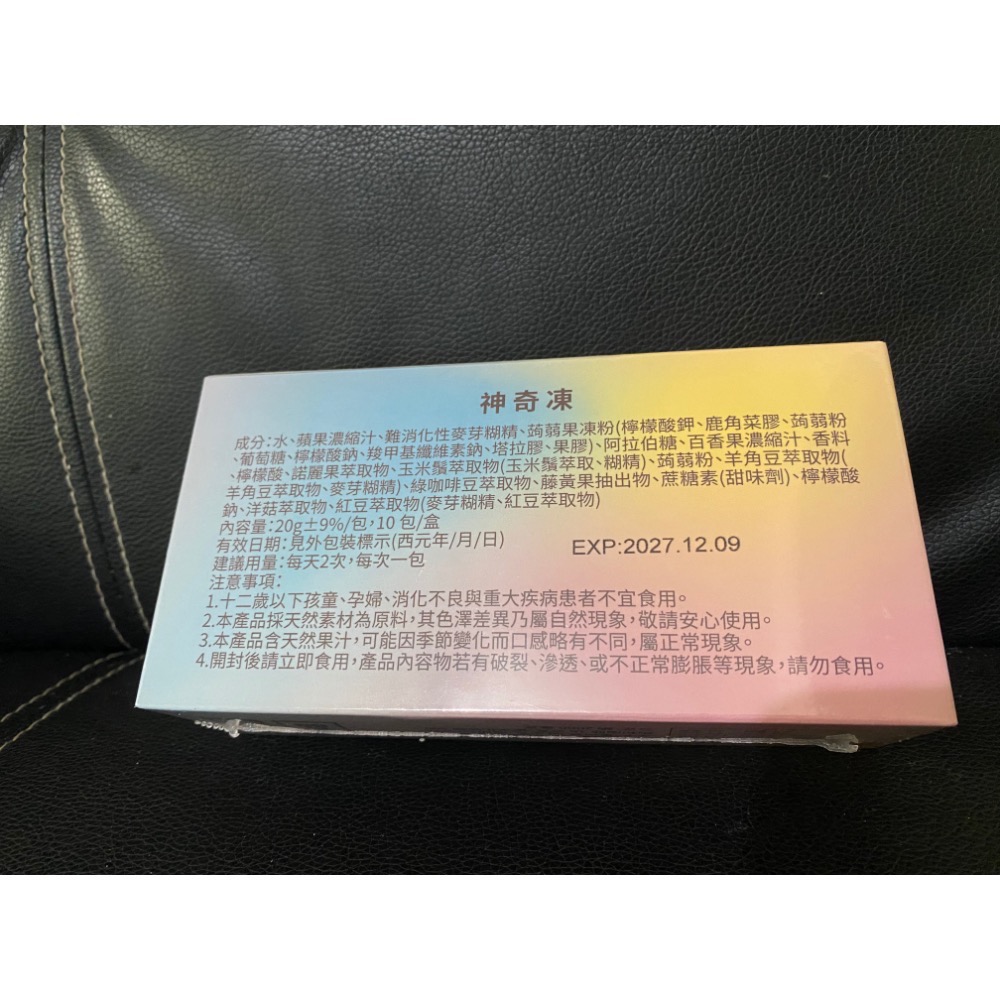 神奇凍
成分:水、蘋果濃縮汁、難消化性麥芽糊精、蒟蒻果凍粉(檸檬酸鉀、鹿角菜膠、蒟蒻粉
、葡萄糖、檸檬酸鈉、羧甲基纖維素鈉、塔拉膠、果膠)、阿拉伯糖、百香果濃縮汁、香料
、檸檬酸、諾麗果萃取物、玉米鬚萃取物(玉米鬚萃取、糊精)、蒟蒻粉、羊角豆萃取物(
羊角豆萃取物、麥芽糊精)、綠咖啡豆萃取物、藤黃果抽出物、蔗糖素(甜味劑)、檸檬酸
鈉、洋菇萃取物、紅豆萃取物(麥芽糊精、紅豆萃取物)
內容量:20g±9%/包,10包/盒
有效日期:見外包裝標示(西元年/月/日)
EXP:2027.12.09
建議用量:每天2次,每次一包
注意事項:
1.十二歲以下孩童、孕婦、消化不良與重大疾病患者不宜食用。
2.本產品採天然素材為原料,其色澤差異乃屬自然現象,敬請安心使用。
3.本產品含天然果汁,可能因季節變化而口感略有不同,屬正常現象。
4.開封後請立即食用,產品內容物若有破裂、滲透、或不正常膨脹等現象,請勿食用。